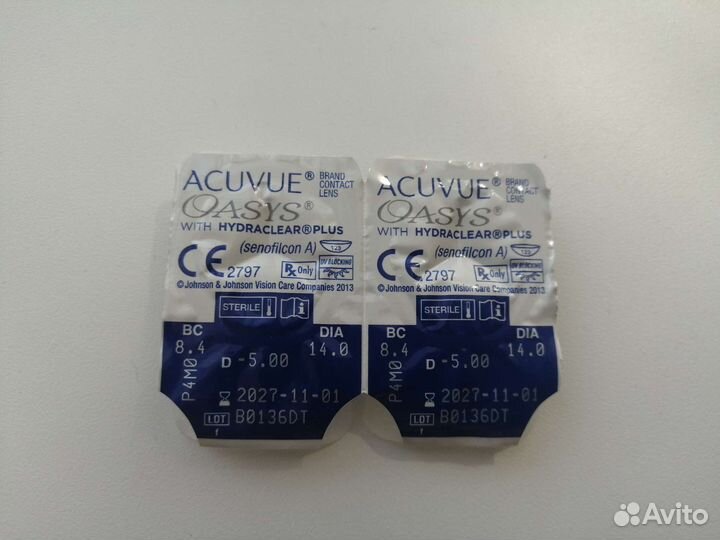 ACUVUE® BRAND CONTACT LENS
OASYS®
WITH HYDRACLEAR®PLUS
(senofilcon A) 123
CE 2797 Rx Only UV BLOCKING
© Johnson & Johnson Vision Care Companies 2013
STERILE i
BC DIA
8.4 D -5.00 14.0
P4M0
2027-11-01
LOT B0136DT
f
ACUVUE® BRAND CONTACT LENS
OASYS®
WITH HYDRACLEAR®PLUS
(senofilcon A) 123
CE 2797 Rx Only UV BLOCKING
© Johnson & Johnson Vision Care Companies 2013
STERILE i
BC DIA
8.4 D -5.00 14.0
P4M0
2027-11-01
LOT B0136DT
f
Avito